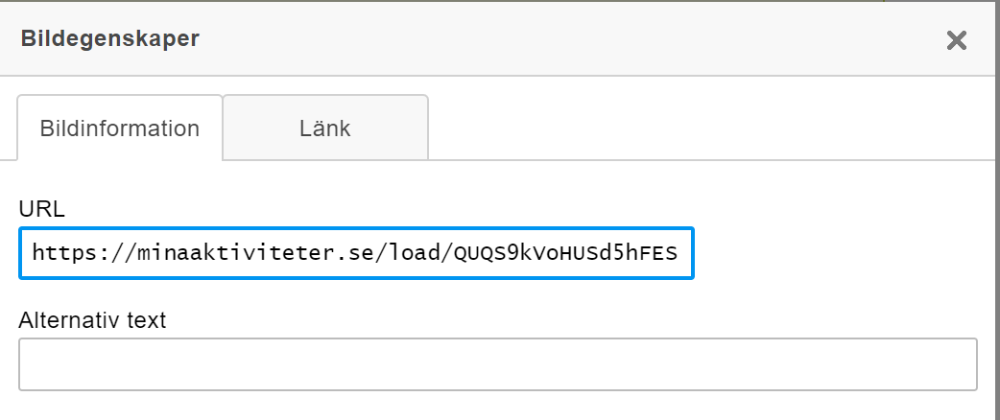 Bildegenskaper
Bildinformation
Länk
URL
https://minaaktiviteter.se/load/QUQS9kVoHUSd5hFES
Alternativ text